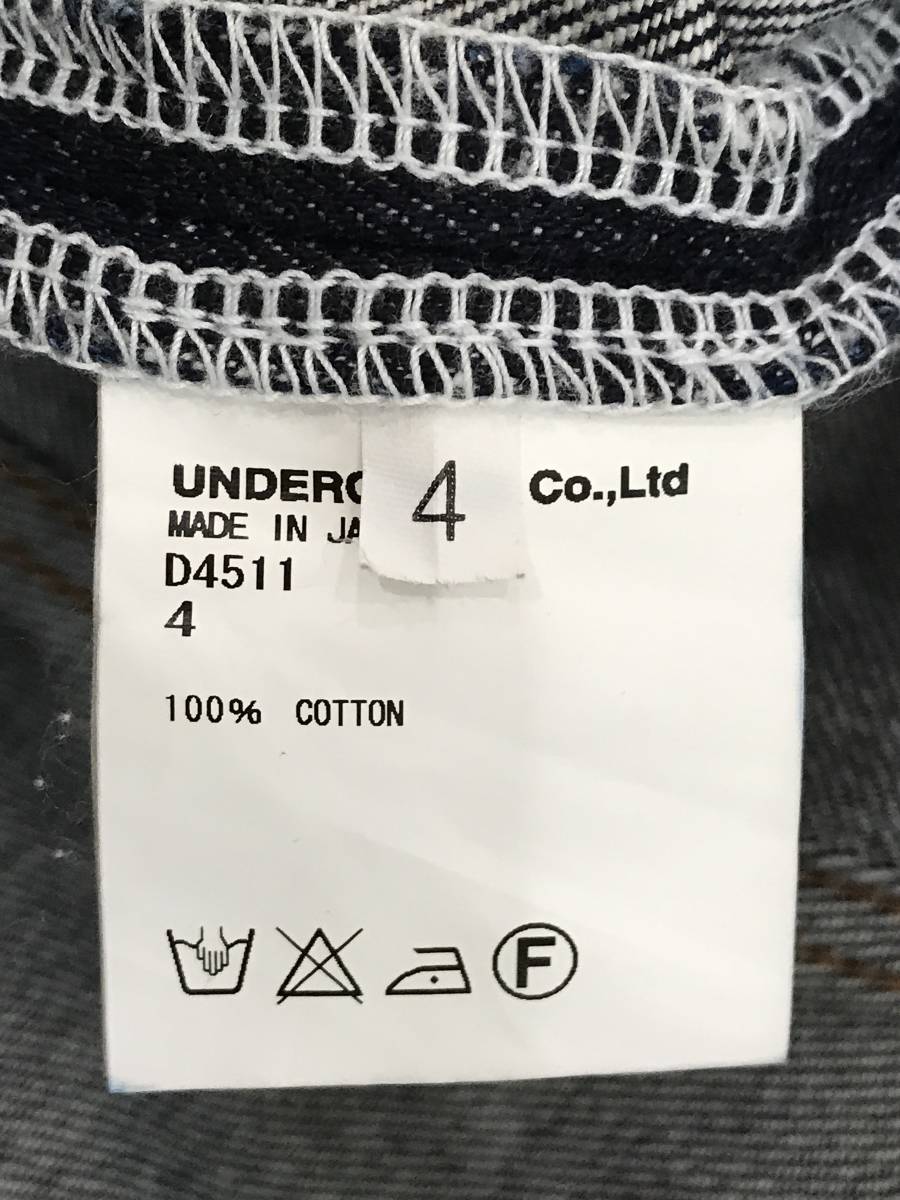 UNDERC Co.,Ltd
4
MADE IN JA
D4511
4
100% COTTON
F